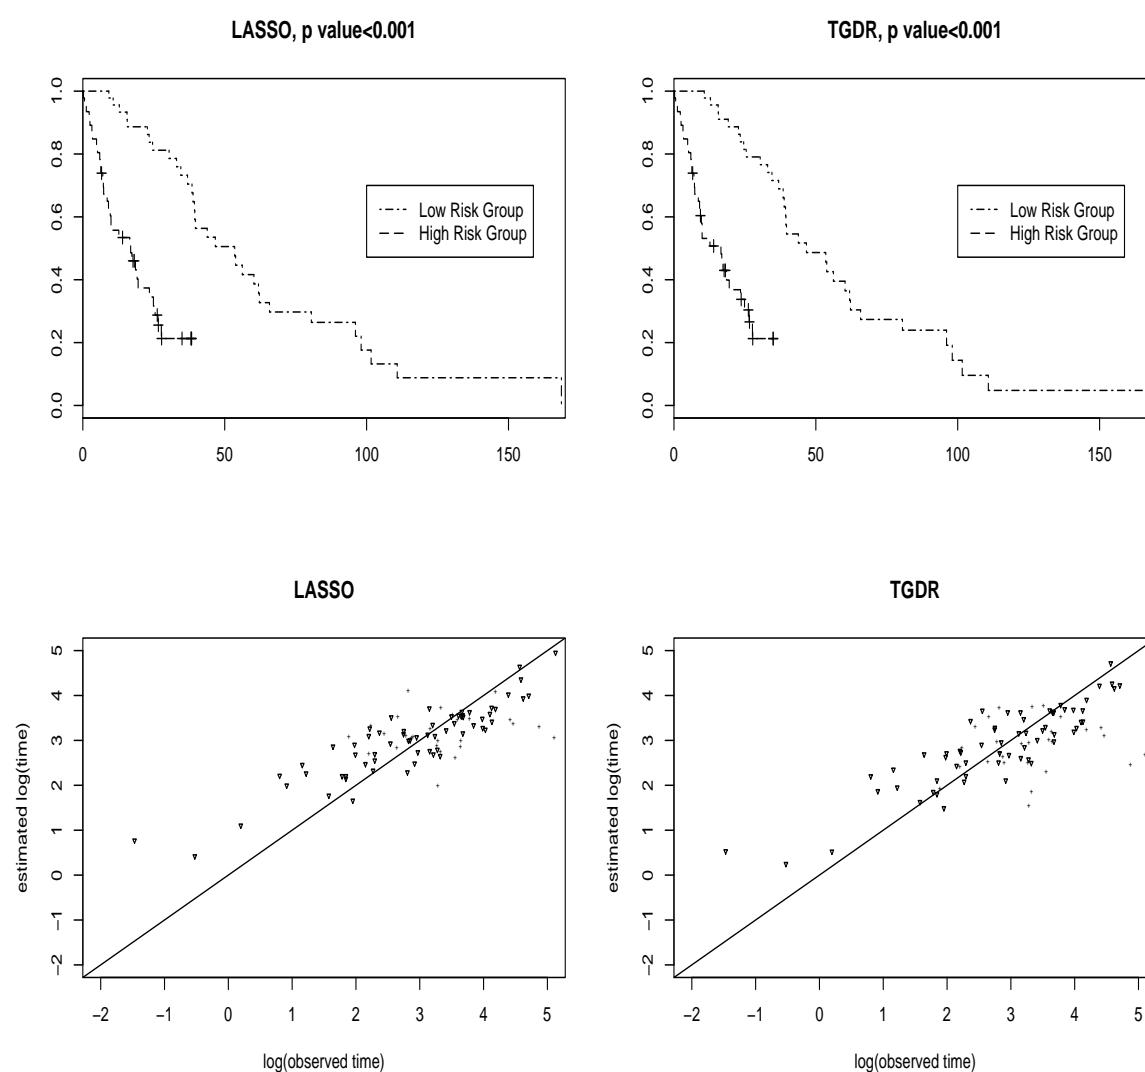 LASSO, p value<0.001
1.0
0.8
0.6
0.4
0.2
0.0
Low Risk Group
High Risk Group
0 50 100 150
TGDR, p value<0.001
1.0
0.8
0.6
0.4
0.2
0.0
Low Risk Group
High Risk Group
0 50 100 150
LASSO
estimated log(time)
5
4
3
2
1
0
−1
−2
−2 −1 0 1 2 3 4 5
log(observed time)
TGDR
estimated log(time)
5
4
3
2
1
0
−1
−2
−2 −1 0 1 2 3 4 5
log(observed time)